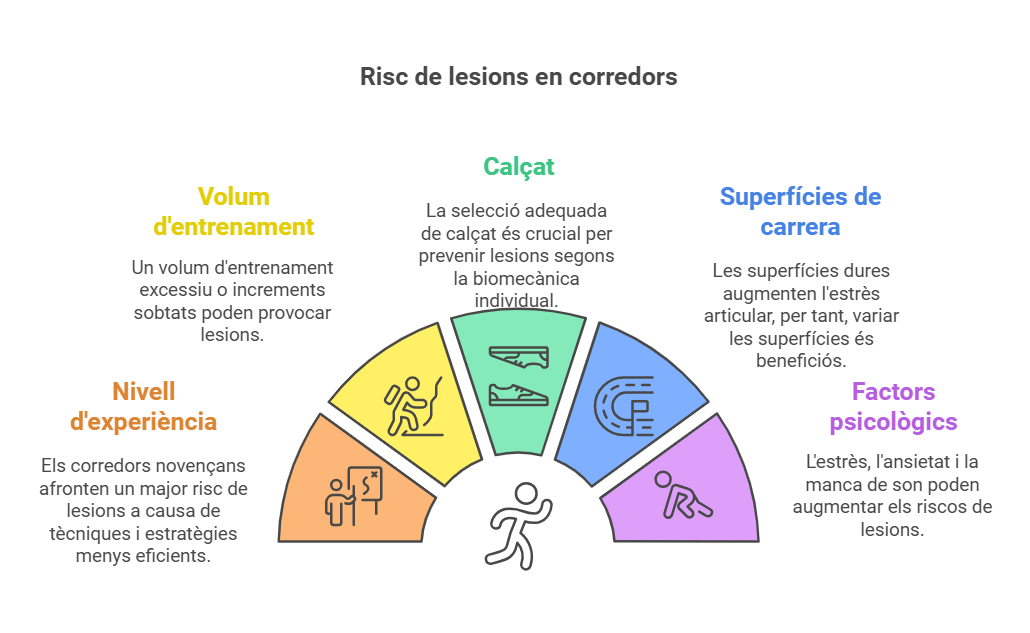 Risc de lesions en corredors
Calçat
La selecció adequada
de calçat és crucial per
prevenir lesions segons
la biomecànica
individual.
Volum
d'entrenament
Un volum d'entrenament
excessiu o increments
sobtats poden provocar
lesions.
Superfícies de
carrera
Les superfícies dures
augmenten l'estrès
articular, per tant, variar
les superfícies és
beneficiós.
Nivell
d'experiència
Els corredors novençans
afronten un major risc de
lesions a causa de
tècniques i estratègies
menys eficients.
Factors
psicològics
L'estrès, l'ansietat i la
manca de son poden
augmentar els riscos de
lesions.